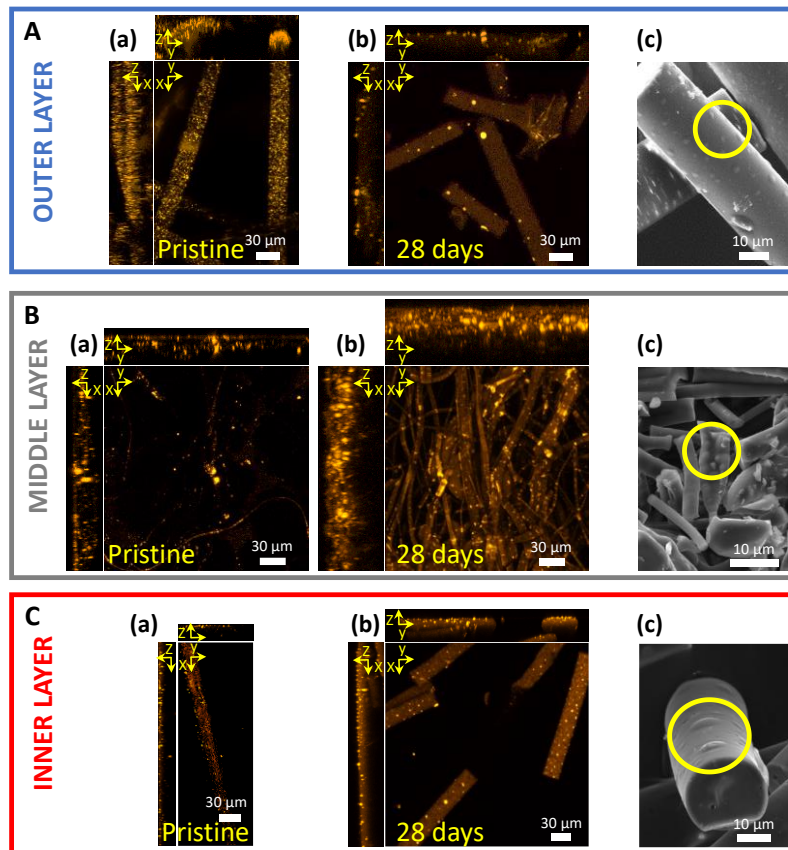 A
OUTER LAYER
(a)
z
y
z
x
y
x
Pristine
30 µm
(b)
z
y
z
x
y
x
28 days
30 µm
(c)
10 µm
B
MIDDLE LAYER
(a)
z
y
z
x
y
x
Pristine
30 µm
(b)
z
y
z
x
y
x
28 days
30 µm
(c)
10 µm
C
INNER LAYER
(a)
z
y
z
x
y
x
Pristine
30 µm
(b)
z
y
z
x
y
x
28 days
30 µm
(c)
10 µm